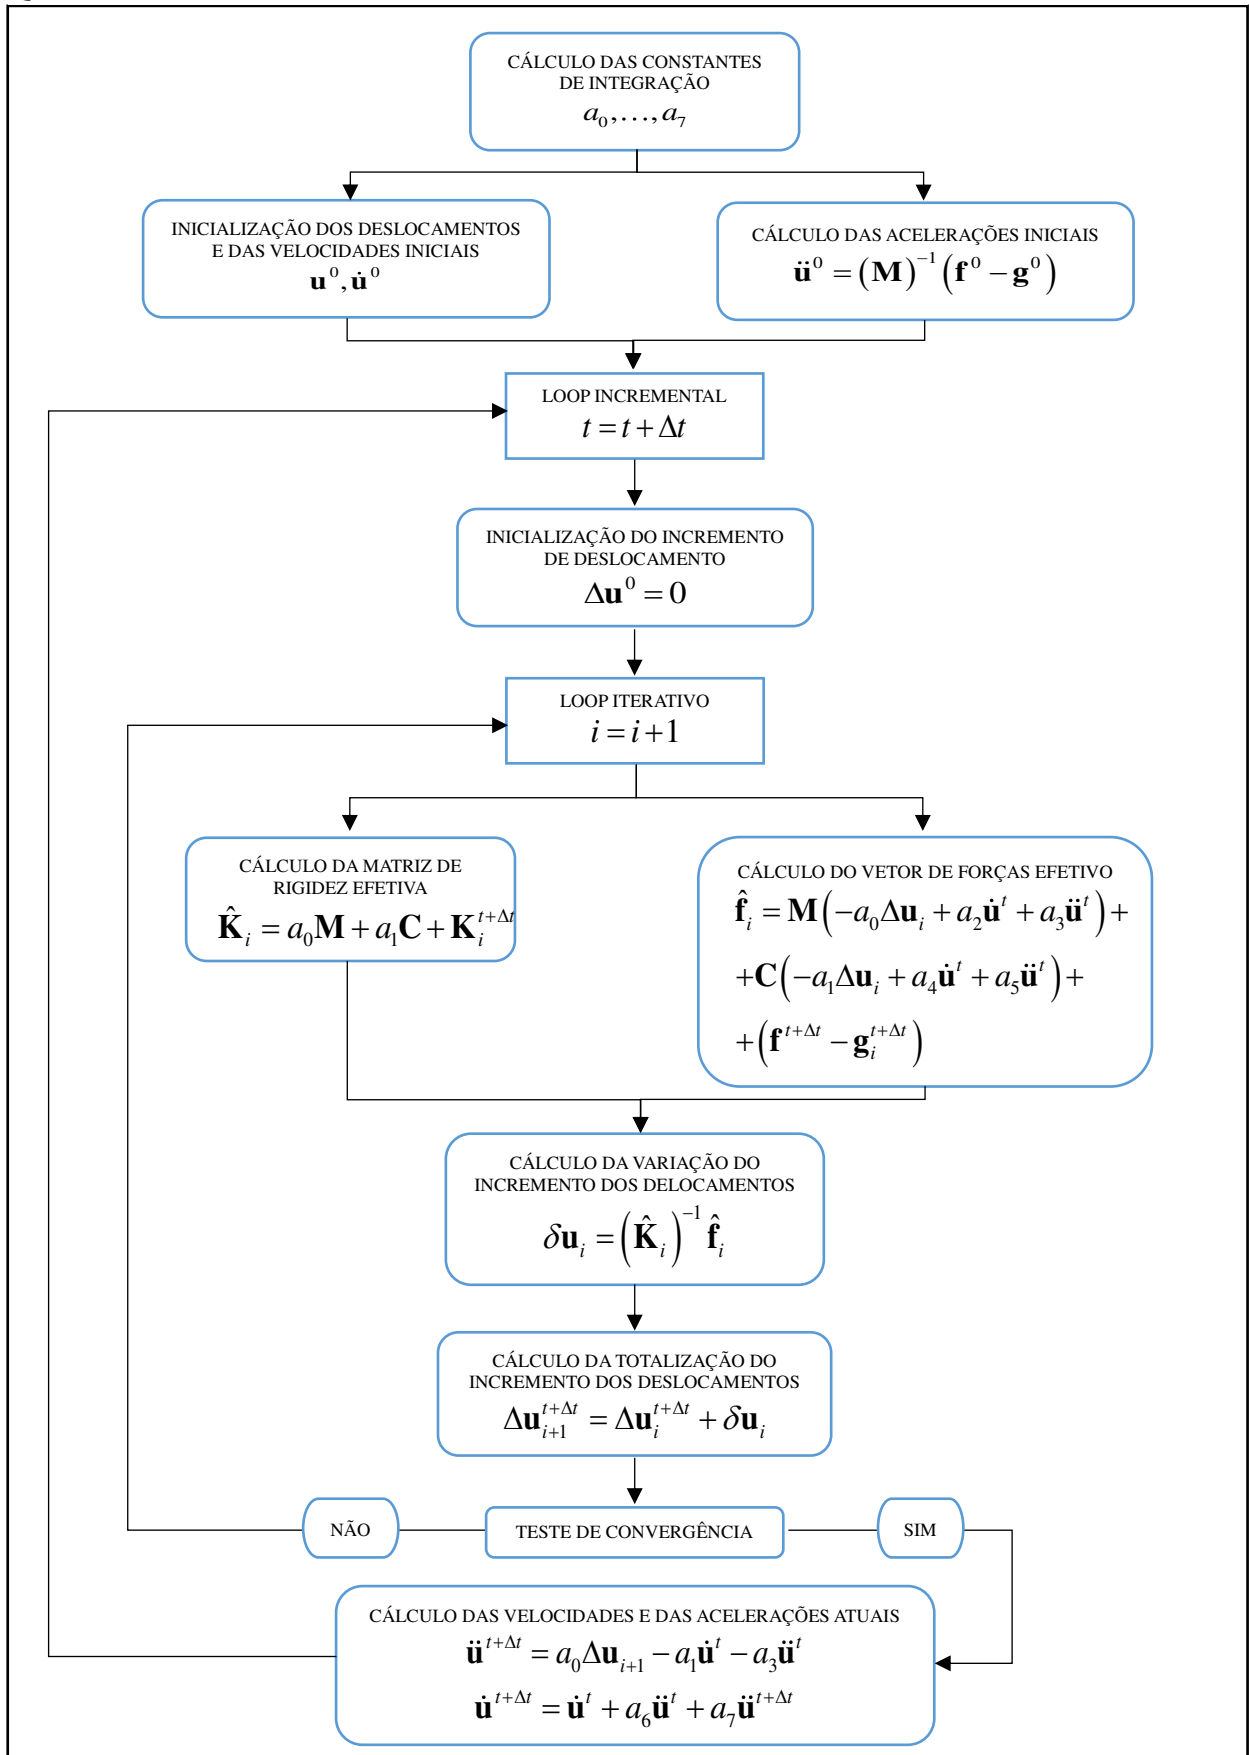 CÁLCULO DAS CONSTANTES
DE INTEGRAÇÃO
a₀,…,a₇
INICIALIZAÇÃO DOS DESLOCAMENTOS
E DAS VELOCIDADES INICIAIS
𝐮⁰, 𝐮̇⁰
CÁLCULO DAS ACELERAÇÕES INICIAIS
𝐮̈⁰ = (𝐌)⁻¹(𝐟⁰ − 𝐠⁰)
LOOP INCREMENTAL
t = t + Δt
INICIALIZAÇÃO DO INCREMENTO
DE DESLOCAMENTO
Δ𝐮⁰ = 0
LOOP ITERATIVO
i = i + 1
CÁLCULO DA MATRIZ DE
RIGIDEZ EFETIVA
𝐊̂ᵢ = a₀𝐌 + a₁𝐂 + 𝐊ᵢ^{t+Δt}
CÁLCULO DO VETOR DE FORÇAS EFETIVO
𝐟̂ᵢ = 𝐌(−a₀Δ𝐮ᵢ + a₂𝐮̇ᵗ + a₃𝐮̈ᵗ) +
+𝐂(−a₁Δ𝐮ᵢ + a₄𝐮̇ᵗ + a₅𝐮̈ᵗ) +
+(𝐟^{t+Δt} − 𝐠ᵢ^{t+Δt})
CÁLCULO DA VARIAÇÃO DO
INCREMENTO DOS DELOCAMENTOS
δ𝐮ᵢ = (𝐊̂ᵢ)⁻¹ 𝐟̂ᵢ
CÁLCULO DA TOTALIZAÇÃO DO
INCREMENTO DOS DESLOCAMENTOS
Δ𝐮ᵢ₊₁^{t+Δt} = Δ𝐮ᵢ^{t+Δt} + δ𝐮ᵢ
NÃO
TESTE DE CONVERGÊNCIA
SIM
CÁLCULO DAS VELOCIDADES E DAS ACELERAÇÕES ATUAIS
𝐮̈^{t+Δt} = a₀Δ𝐮ᵢ₊₁ − a₁𝐮̇ᵗ − a₃𝐮̈ᵗ
𝐮̇^{t+Δt} = 𝐮̇ᵗ + a₆𝐮̈ᵗ + a₇𝐮̈^{t+Δt}